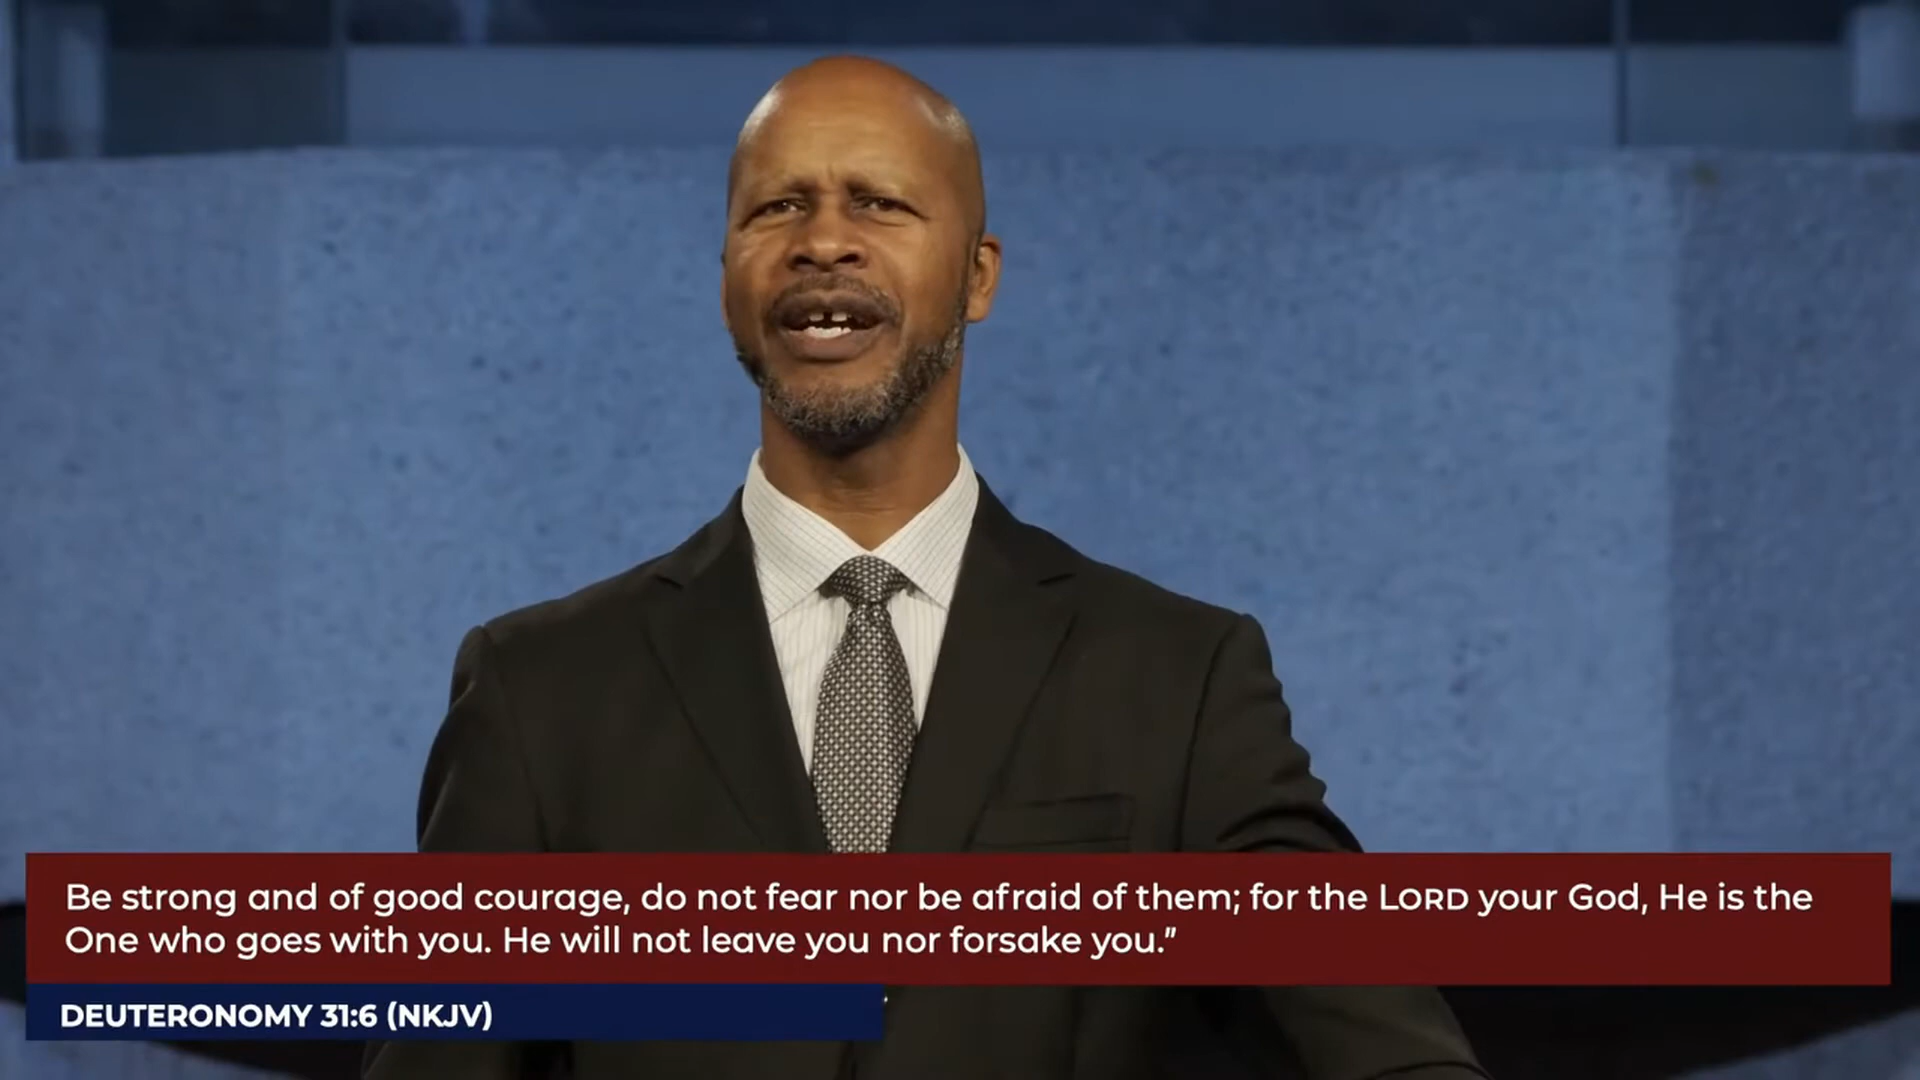 Be strong and of good courage, do not fear nor be afraid of them; for the LORD your God, He is the
One who goes with you. He will not leave you nor forsake you.”
DEUTERONOMY 31:6 (NKJV)